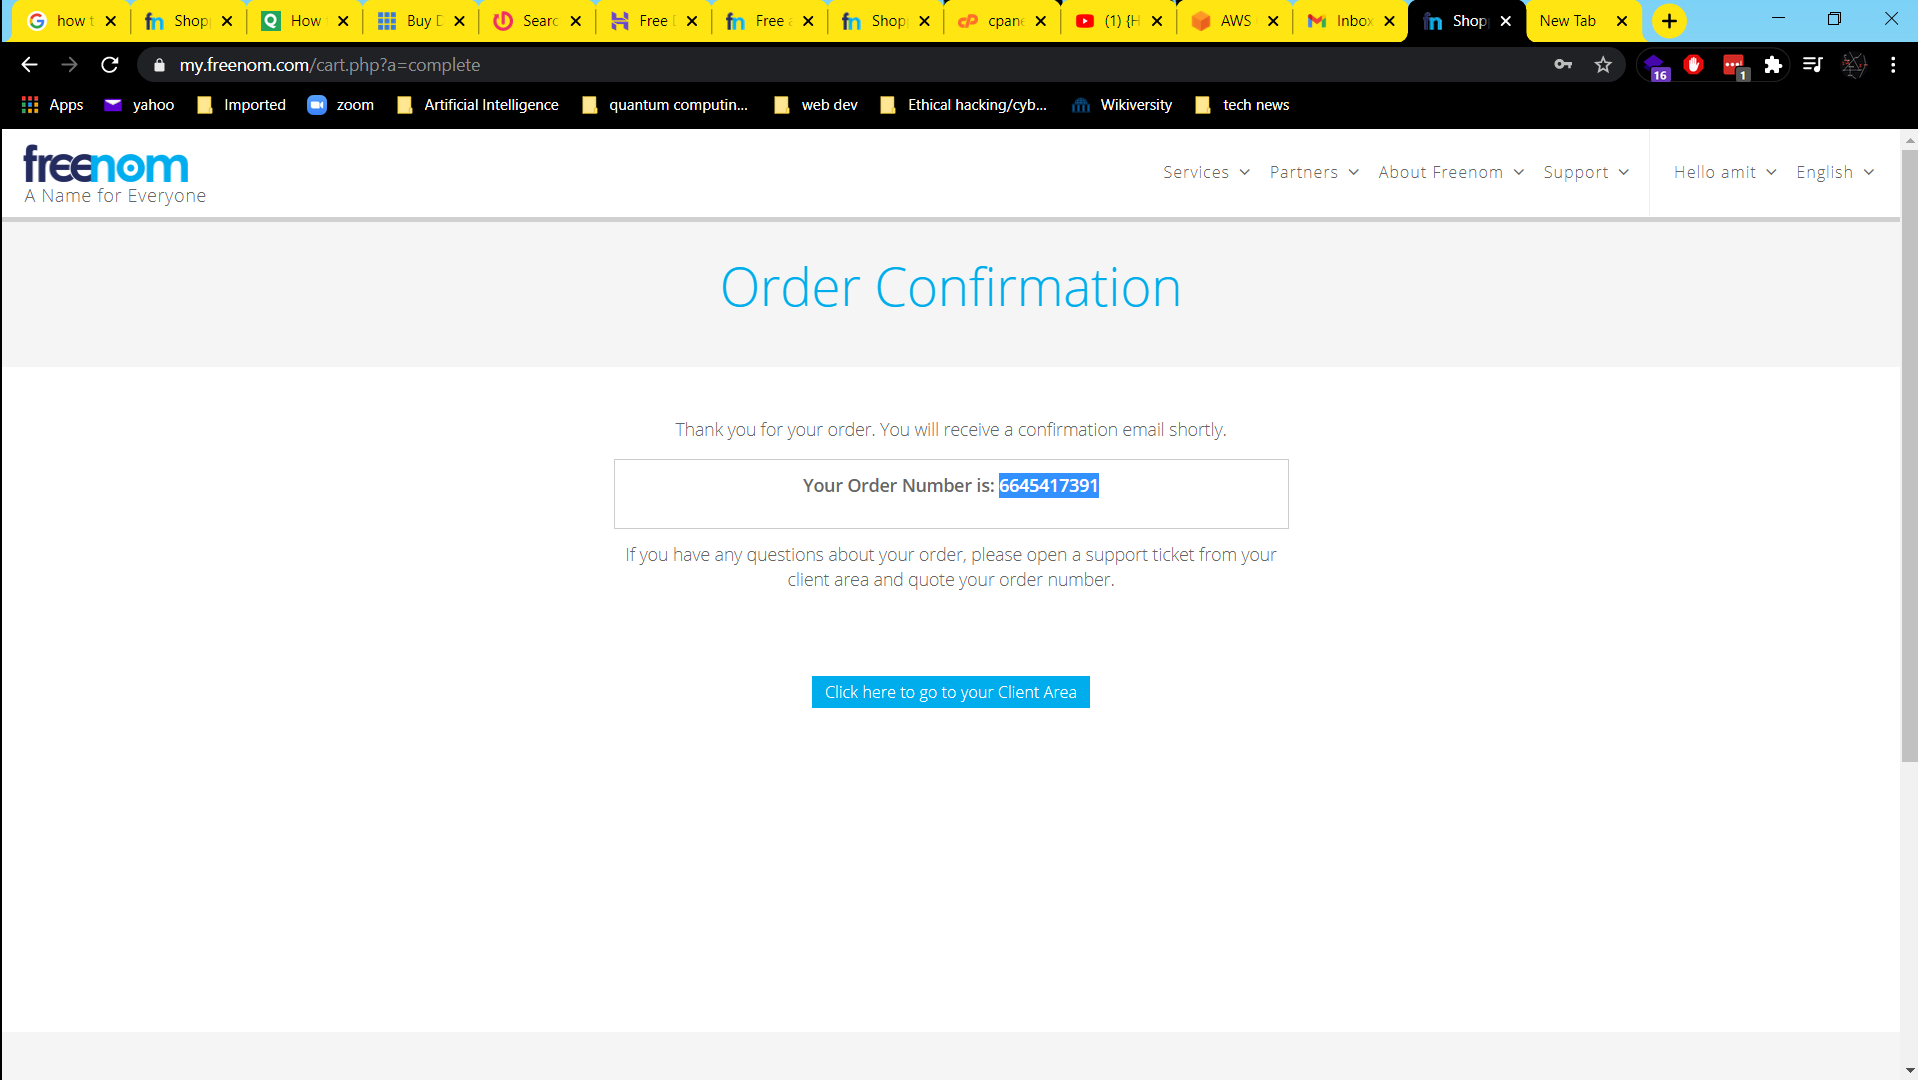 how t
Shop
How
Buy D
Searc
Free D
Free a
Shop
cP
cpane
(1) {H
AWS
Inbox
Shop
New Tab
my.freenom.com/cart.php?a=complete
16
1
Apps
yahoo
Imported
zoom
Artificial Intelligence
quantum computin...
web dev
Ethical hacking/cyb...
Wikiversity
tech news
freenom
A Name for Everyone
Services
Partners
About Freenom
Support
Hello amit
English
Order Confirmation
Thank you for your order. You will receive a confirmation email shortly.
Your Order Number is: 6645417391
If you have any questions about your order, please open a support ticket from your
client area and quote your order number.
Click here to go to your Client Area